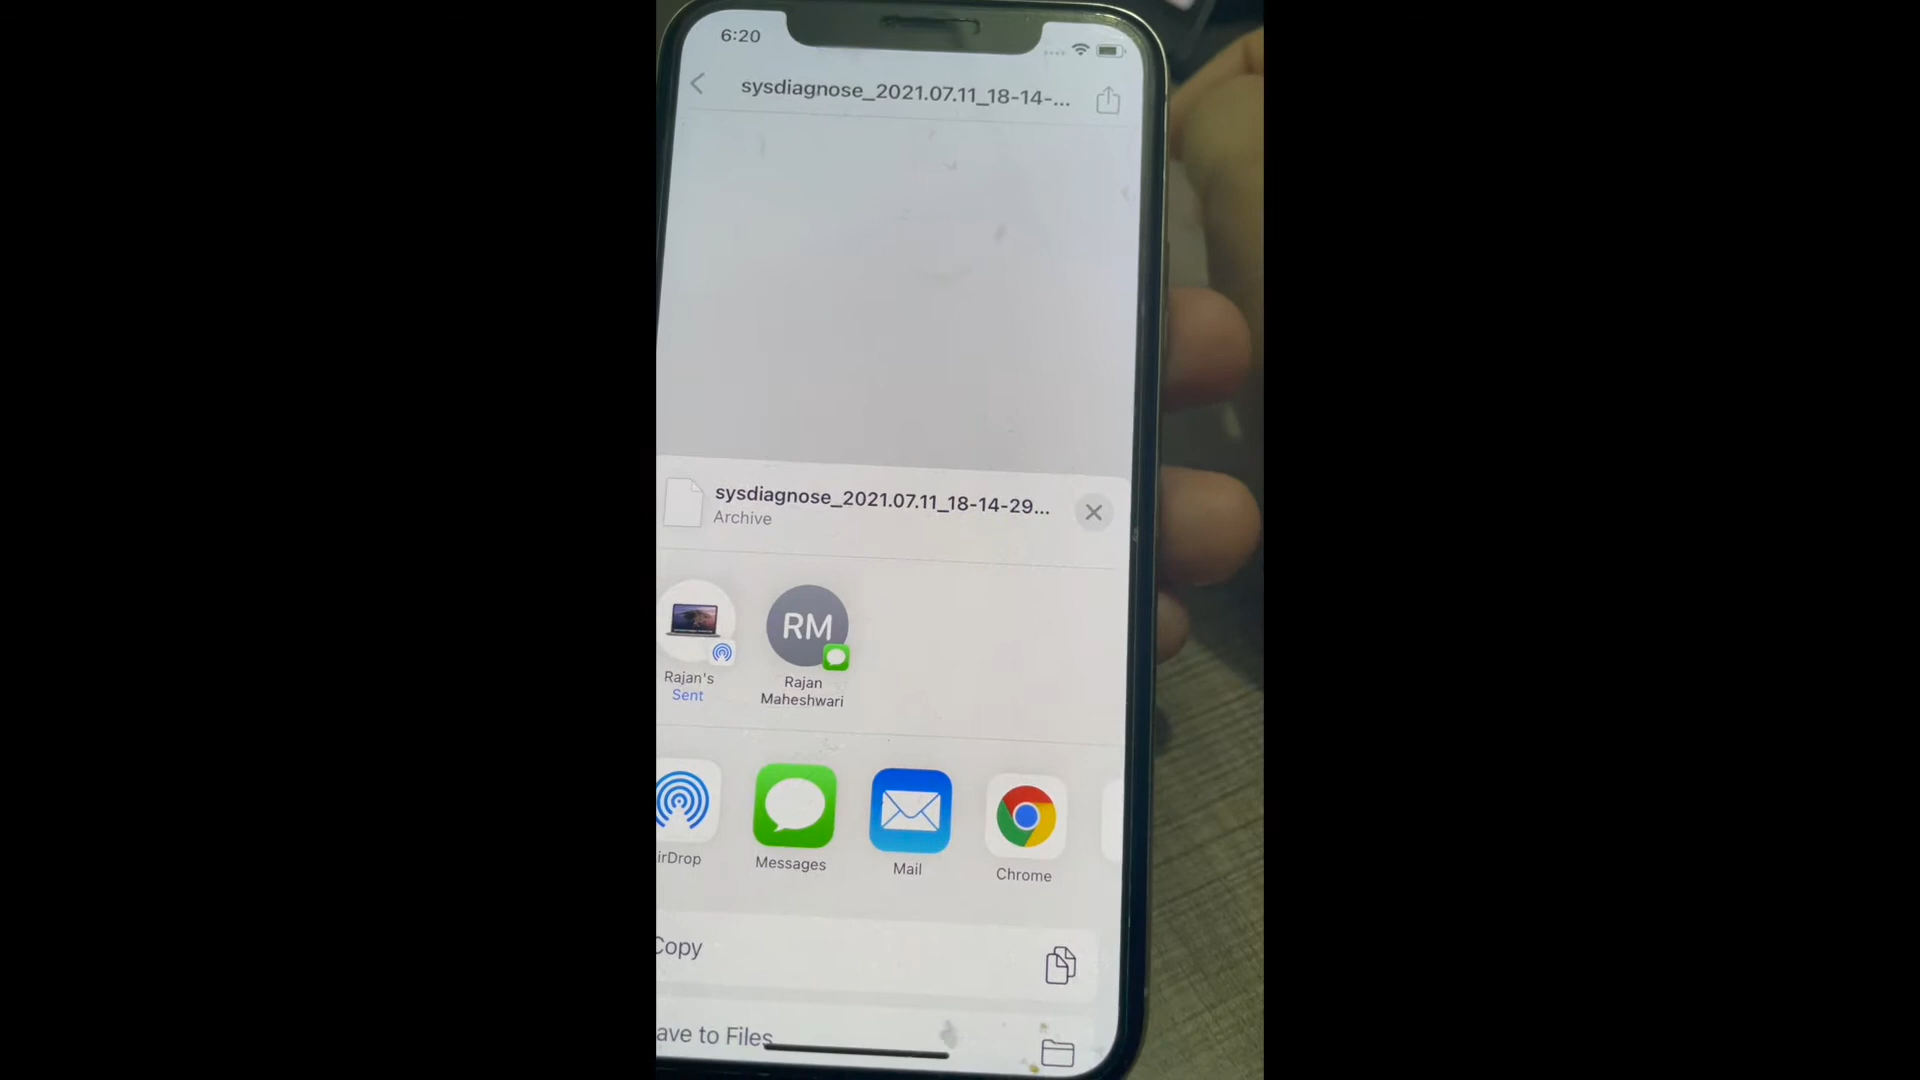 6:20
sysdiagnose_2021.07.11_18-14-...
sysdiagnose_2021.07.11_18-14-29...
Archive
RM
Rajan's
Sent
Rajan
Maheshwari
irDrop
Messages
Mail
Chrome
Copy
ave to Files